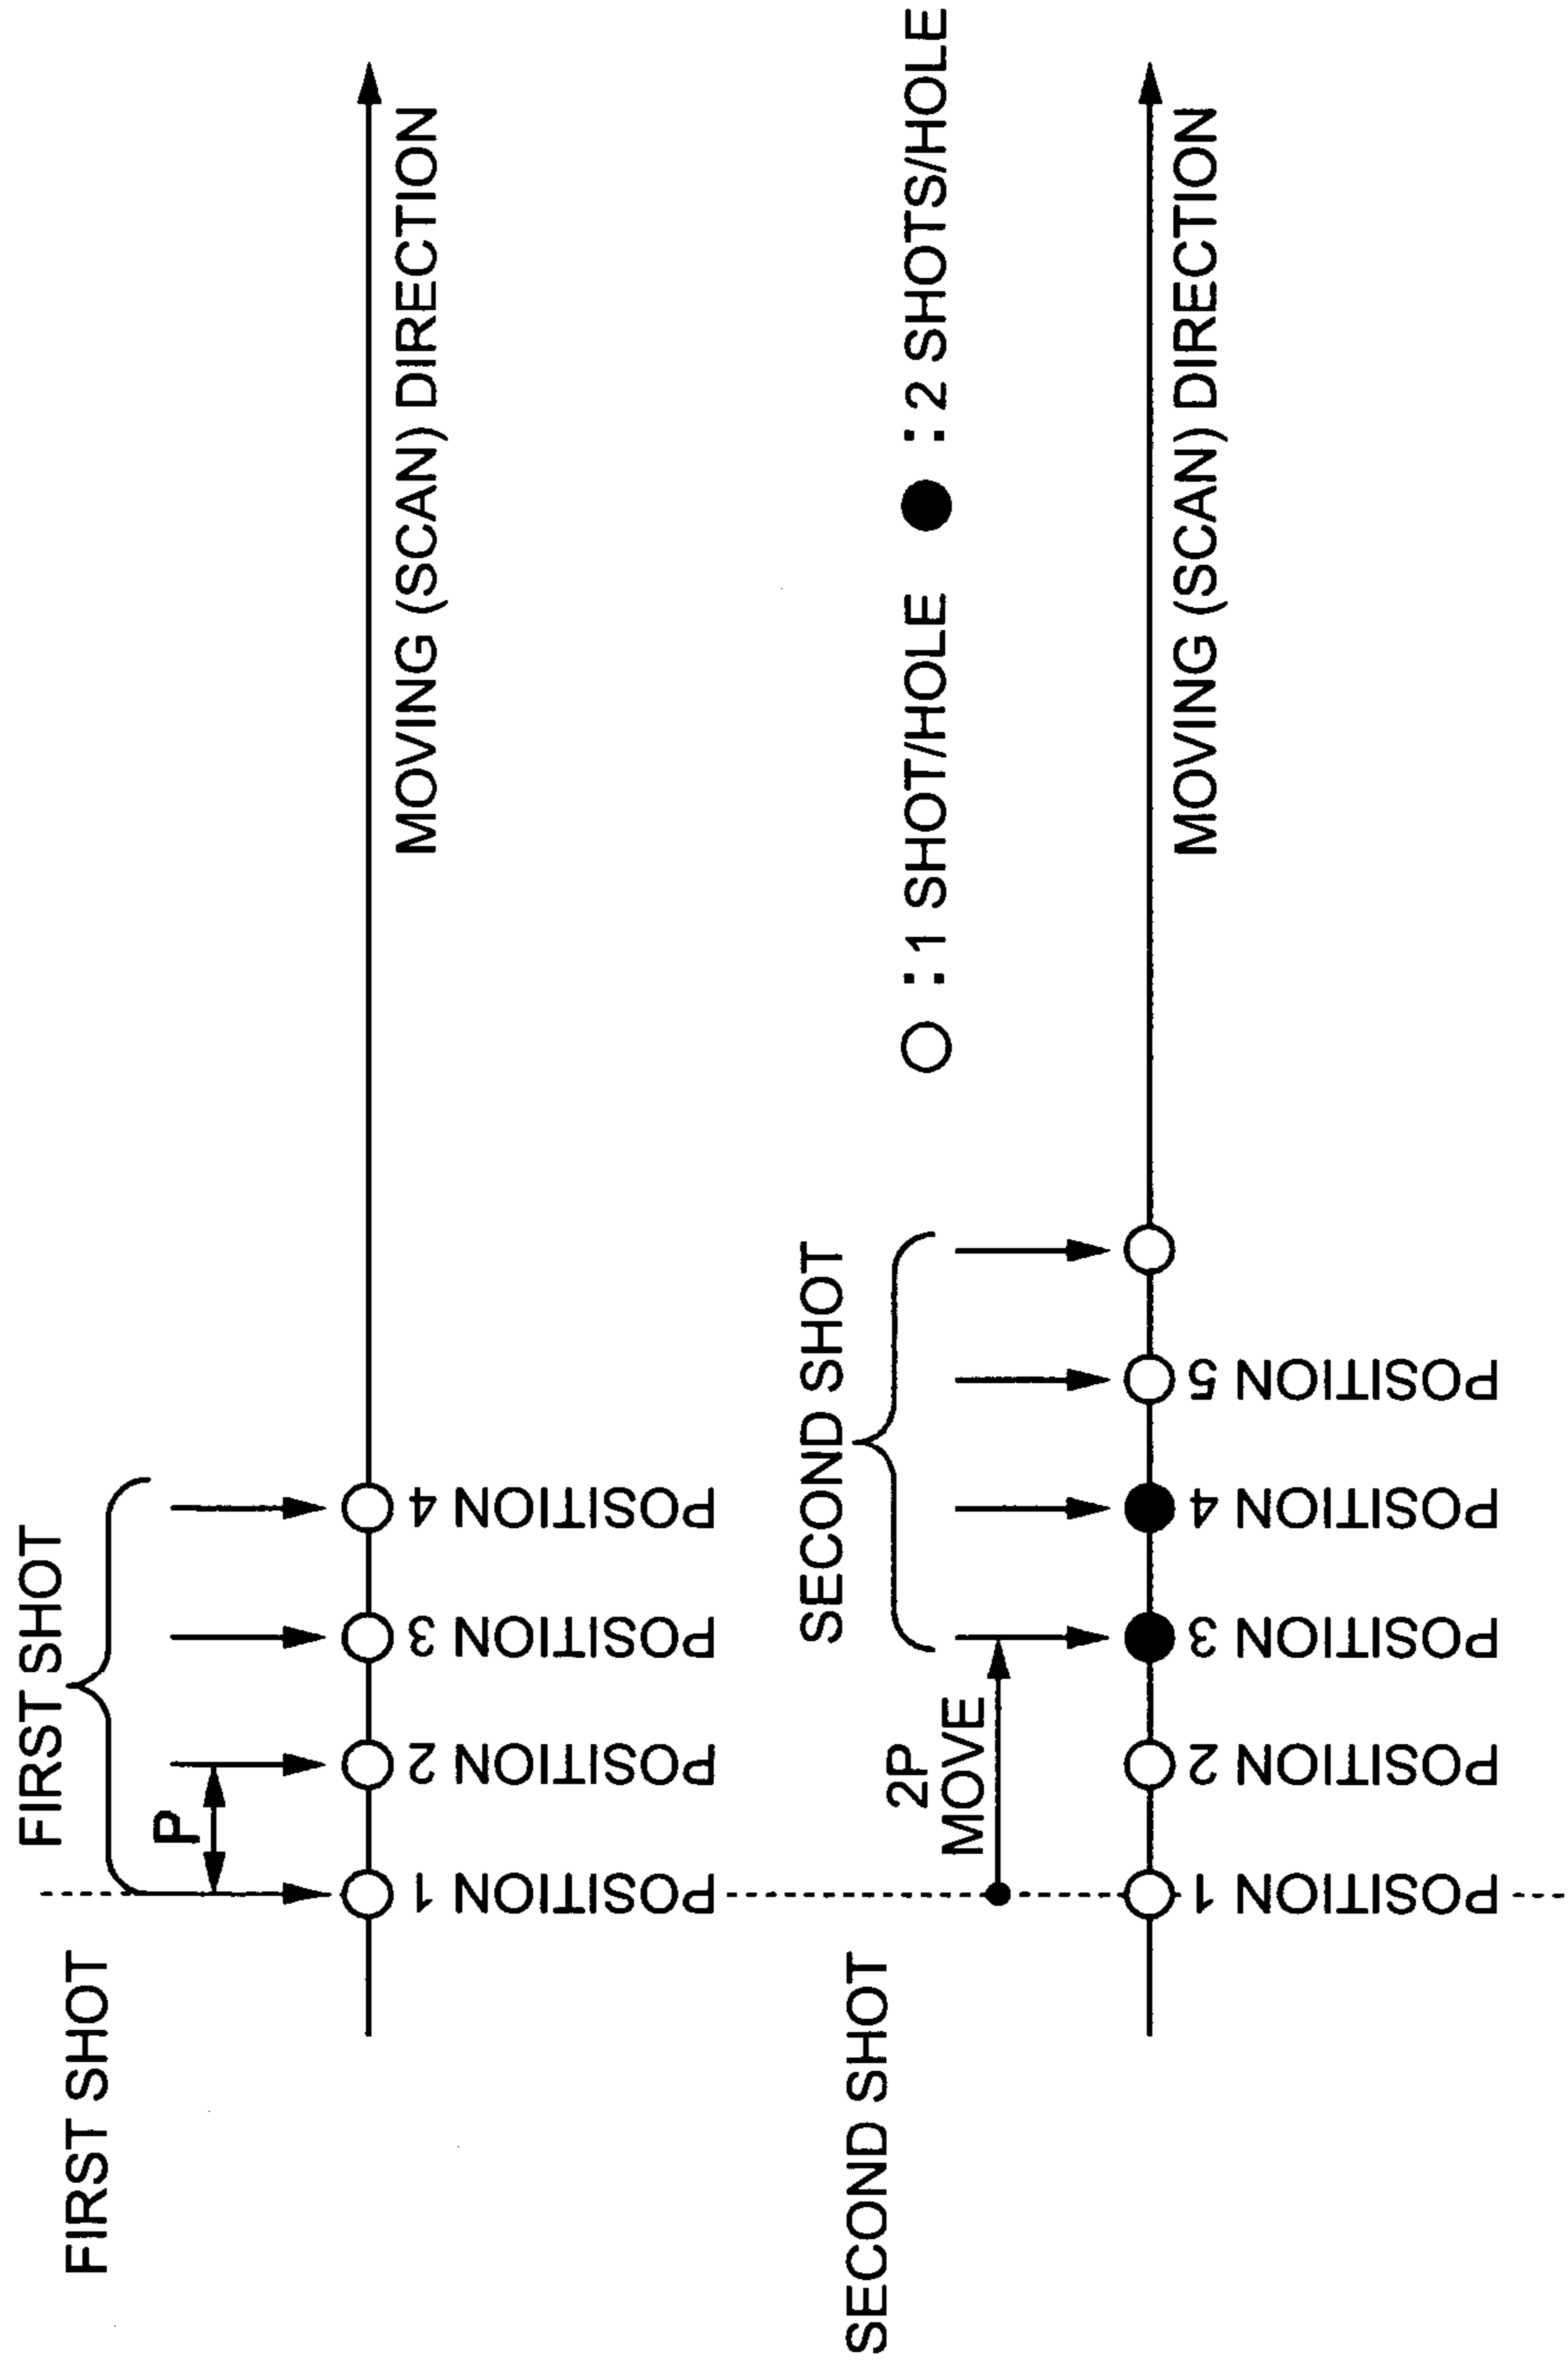 FIRST SHOT
FIRST SHOT
P
POSITION 1
POSITION 2
POSITION 3
POSITION 4
MOVING (SCAN) DIRECTION
○ : 1 SHOT/HOLE ● : 2 SHOTS/HOLE
SECOND SHOT
SECOND SHOT
2P
MOVE
POSITION 1
POSITION 2
POSITION 3
POSITION 4
POSITION 5
MOVING (SCAN) DIRECTION